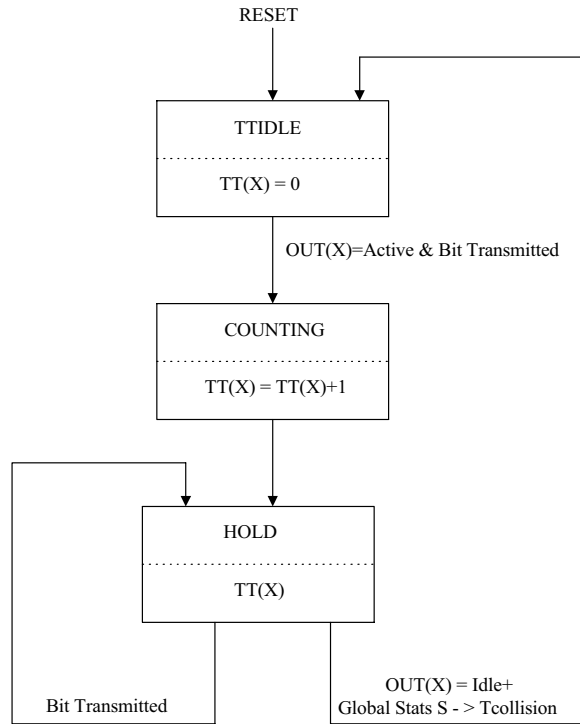 RESET
TTIDLE
TT(X) = 0
OUT(X)=Active & Bit Transmitted
COUNTING
TT(X) = TT(X)+1
HOLD
TT(X)
Bit Transmitted
OUT(X) = Idle+
Global Stats S - > Tcollision